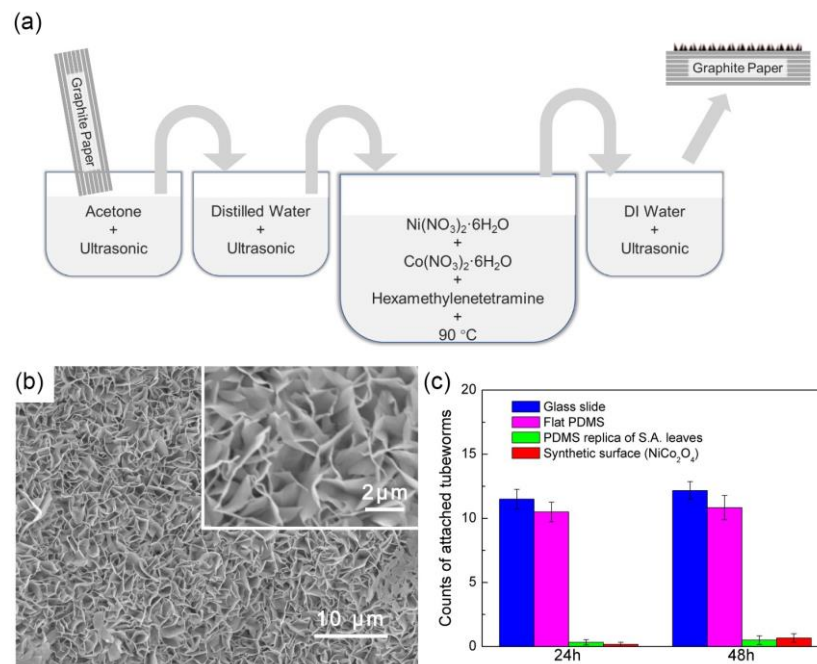 (a)
Graphite Paper
Graphite Paper
Acetone
+
Ultrasonic
Distilled Water
+
Ultrasonic
Ni(NO₃)₂·6H₂O
+
Co(NO₃)₂·6H₂O
+
Hexamethylenetetramine
+
90 °C
DI Water
+
Ultrasonic
(b)
2 μm
10 μm
(c)
Counts of attached tubeworms
20
15
10
5
0
Glass slide
Flat PDMS
PDMS replica of S.A. leaves
Synthetic surface (NiCo₂O₄)
24h
48h